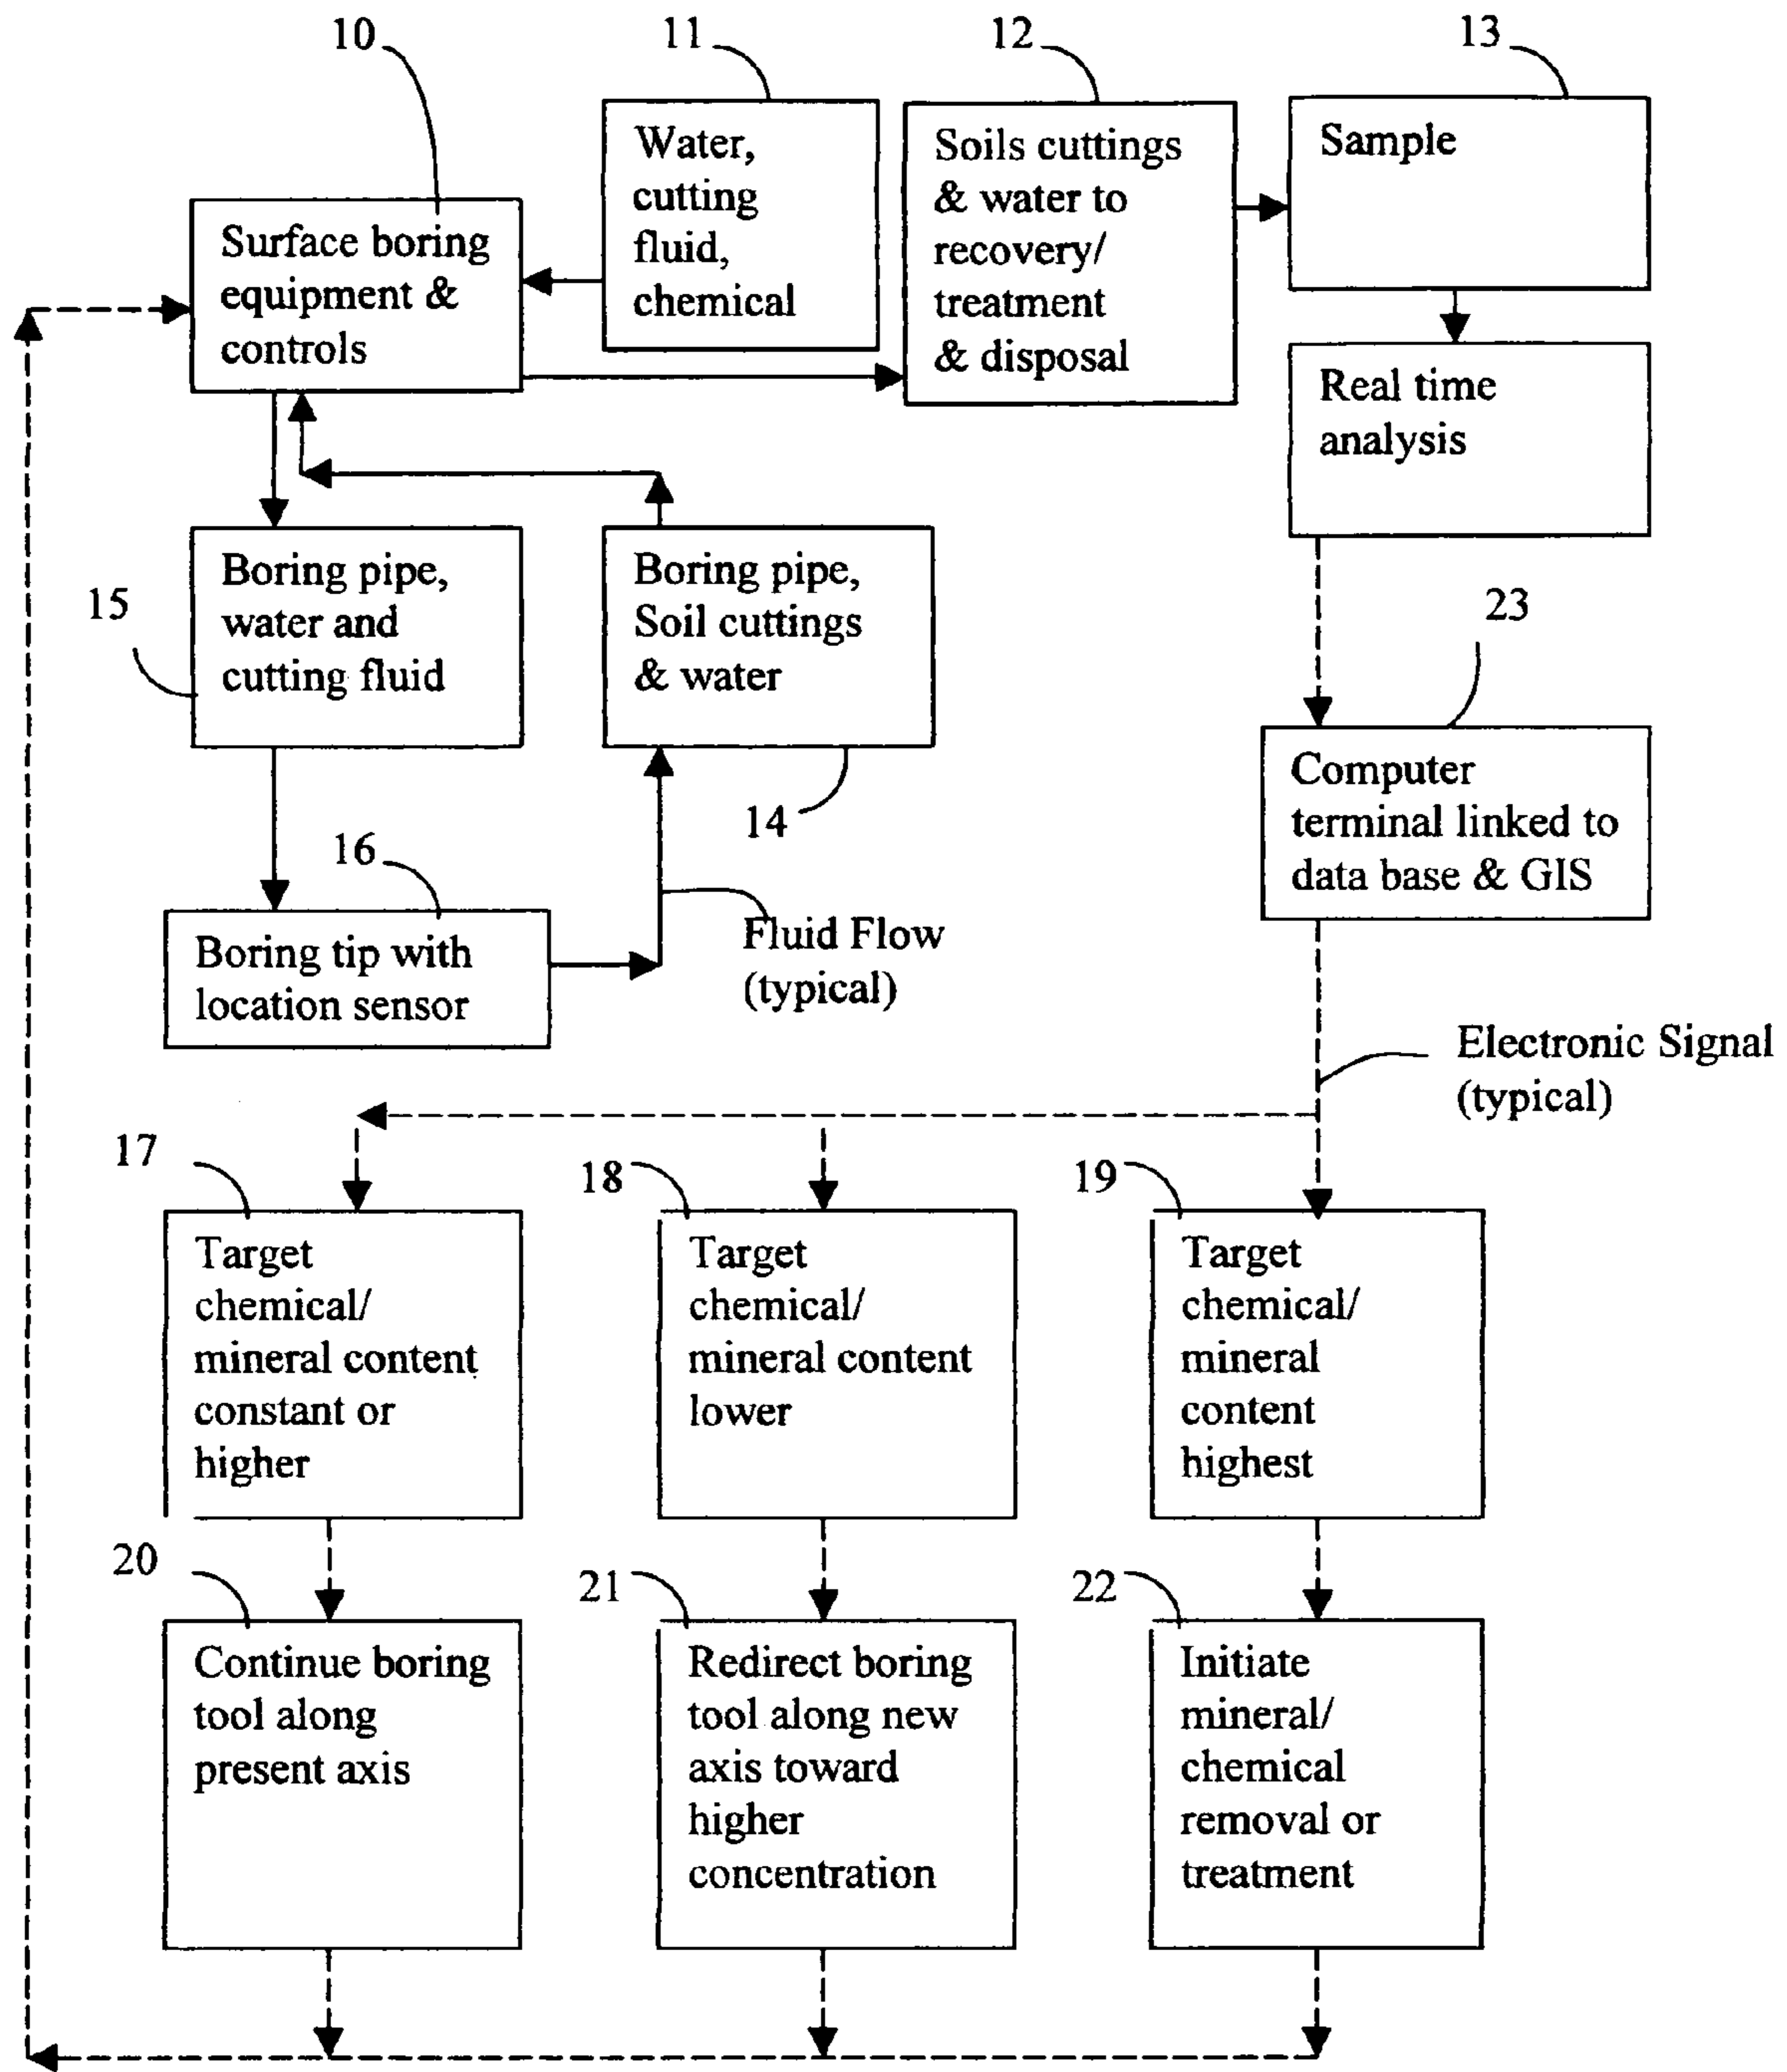 10
11
12
13
Water,
cutting
fluid,
chemical
Soils cuttings
& water to
recovery/
treatment
& disposal
Sample
Surface boring
equipment &
controls
Real time
analysis
15
Boring pipe,
water and
cutting fluid
Boring pipe,
Soil cuttings
& water
14
23
Computer
terminal linked to
data base & GIS
16
Boring tip with
location sensor
Fluid Flow
(typical)
Electronic Signal
(typical)
17
18
19
Target
chemical/
mineral content
constant or
higher
Target
chemical/
mineral content
lower
Target
chemical/
mineral
content
highest
20
21
22
Continue boring
tool along
present axis
Redirect boring
tool along new
axis toward
higher
concentration
Initiate
mineral/
chemical
removal or
treatment